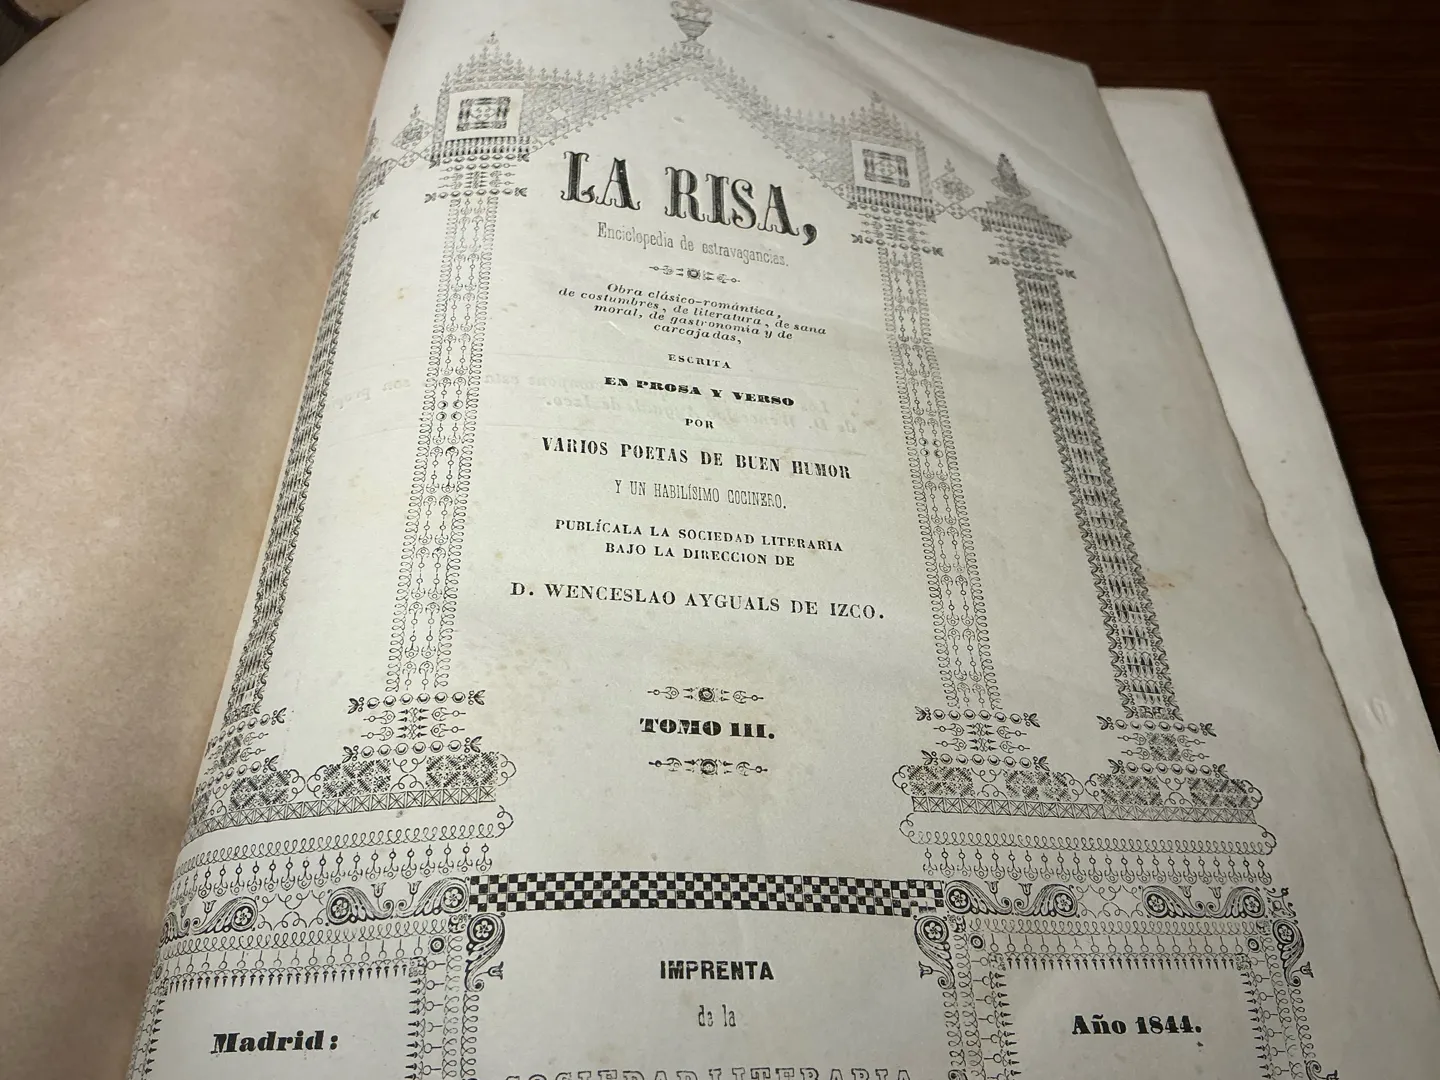 LA RISA,
Enciclopedia de estravagancias.
Obra clásico-romántica,
de costumbres, de literatura, de sana
moral, de gastronomía y de
carcajadas,
ESCRITA
EN PROSA Y VERSO
POR
VARIOS POETAS DE BUEN HUMOR
Y UN HABILÍSIMO COCINERO.
PUBLÍCALA LA SOCIEDAD LITERARIA
BAJO LA DIRECCION DE
D. WENCESLAO AYGUALS DE IZCO.
TOMO III.
IMPRENTA
de la
Madrid:
Año 1844.
SOCIEDAD LITERARIA